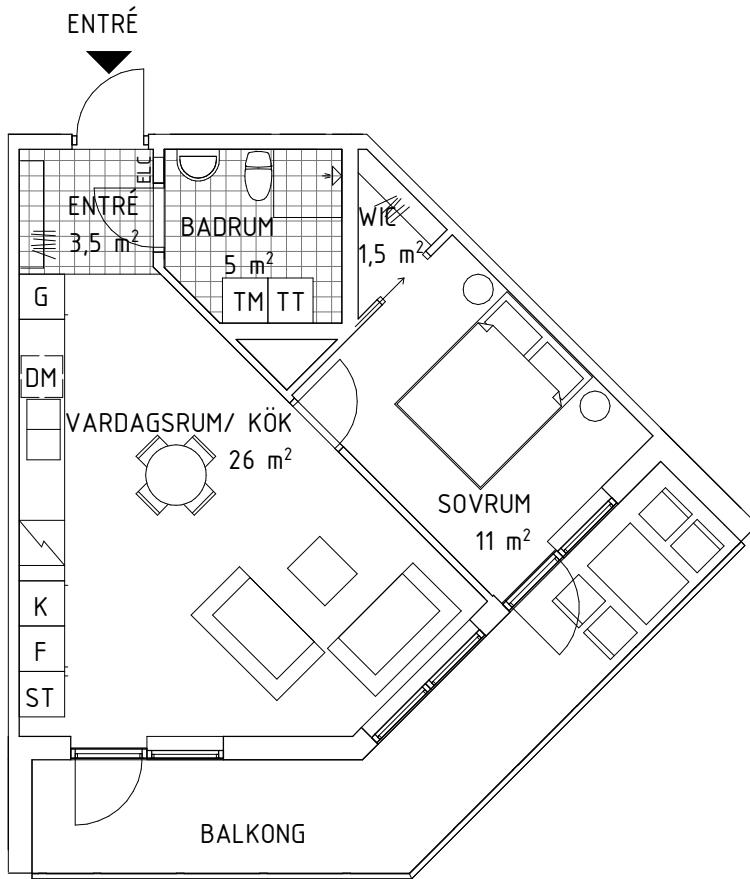 ENTRÉ
ELC
ENTRÉ
3,5 m²
BADRUM
5 m²
WIC
1,5 m²
TM TT
G
DM
VARDAGSRUM/ KÖK
26 m²
SOVRUM
11 m²
K
F
ST
BALKONG